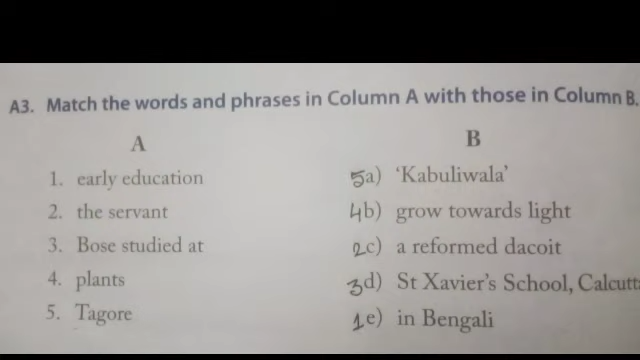 A3. Match the words and phrases in Column A with those in Column B.
A B
1. early education 5a) 'Kabuliwala'
2. the servant 4b) grow towards light
3. Bose studied at 2c) a reformed dacoit
4. plants 3d) St Xavier's School, Calcutt
5. Tagore 1e) in Bengali